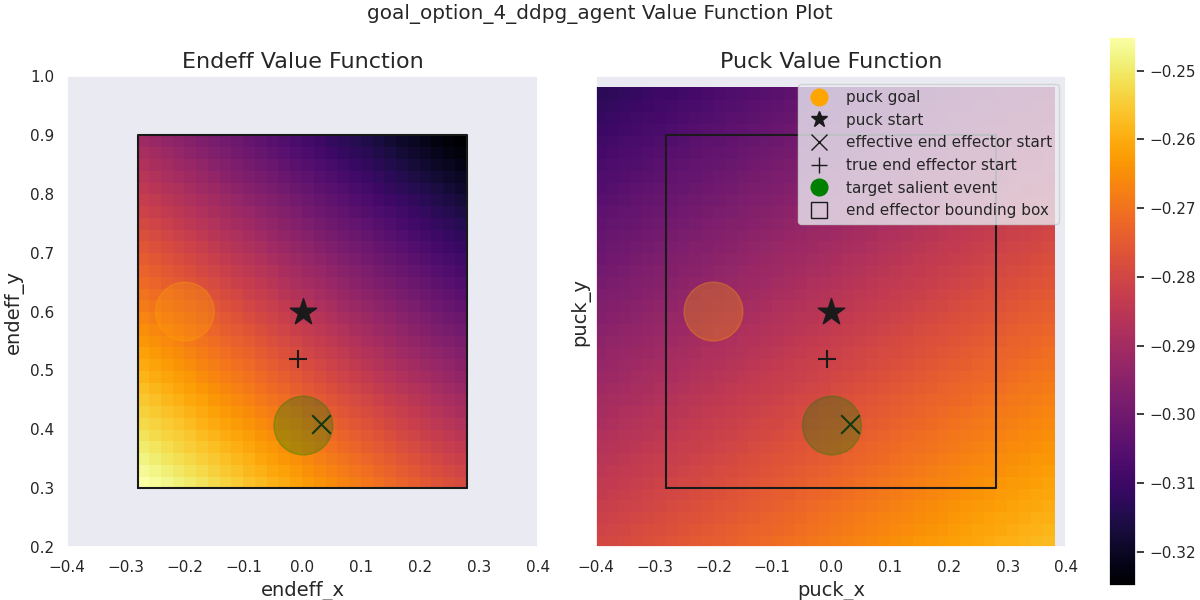 goal_option_4_ddpg_agent Value Function Plot
Endeff Value Function
1.0
0.9
0.8
0.7
0.6
0.5
0.4
0.3
0.2
endeff_y
−0.4
−0.3
−0.2
−0.1
0.0
0.1
0.2
0.3
0.4
endeff_x
Puck Value Function
puck goal
puck start
effective end effector start
true end effector start
target salient event
end effector bounding box
puck_y
−0.4
−0.3
−0.2
−0.1
0.0
0.1
0.2
0.3
0.4
puck_x
−0.25
−0.26
−0.27
−0.28
−0.29
−0.30
−0.31
−0.32